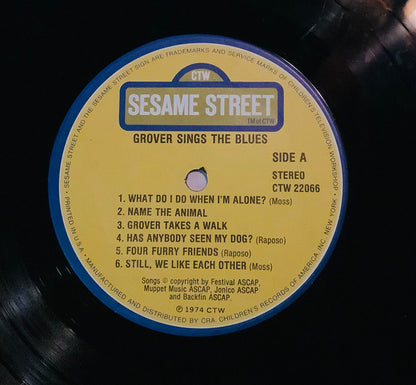 SESAME STREET AND THE SESAME STREET SIGN ARE TRADEMARKS AND SERVICE MARKS OF CHILDREN'S TELEVISION WORKSHOP.
CTW
SESAME STREET
TM of CTW
GROVER SINGS THE BLUES
SIDE A
STEREO
CTW 22066
1. WHAT DO I DO WHEN I'M ALONE? (Moss)
2. NAME THE ANIMAL
3. GROVER TAKES A WALK
4. HAS ANYBODY SEEN MY DOG? (Raposo)
5. FOUR FURRY FRIENDS (Raposo)
6. STILL, WE LIKE EACH OTHER (Moss)
Songs © copyright by Festival ASCAP,
Muppet Music ASCAP, Jonico ASCAP
and Backfin ASCAP.
℗ 1974 CTW
• PRINTED IN U.S.A. • MANUFACTURED AND DISTRIBUTED BY CRA. CHILDREN'S RECORDS OF AMERICA INC. NEW YORK. •